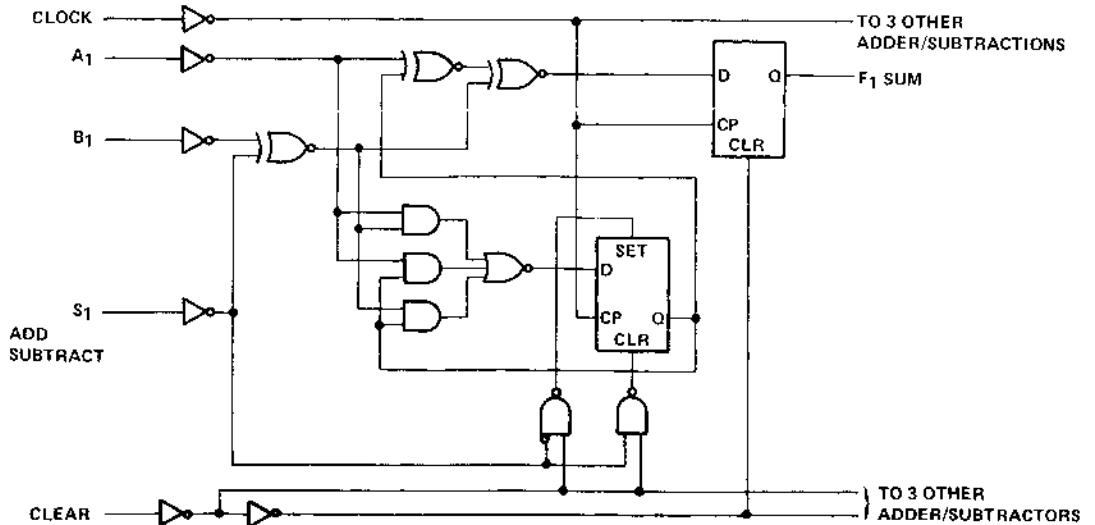 CLOCK
TO 3 OTHER
ADDER/SUBTRACTIONS
A1
D Q
F1 SUM
CP
CLR
B1
SET
D
S1
CP Q
CLR
ADD
SUBTRACT
CLEAR
TO 3 OTHER
ADDER/SUBTRACTORS